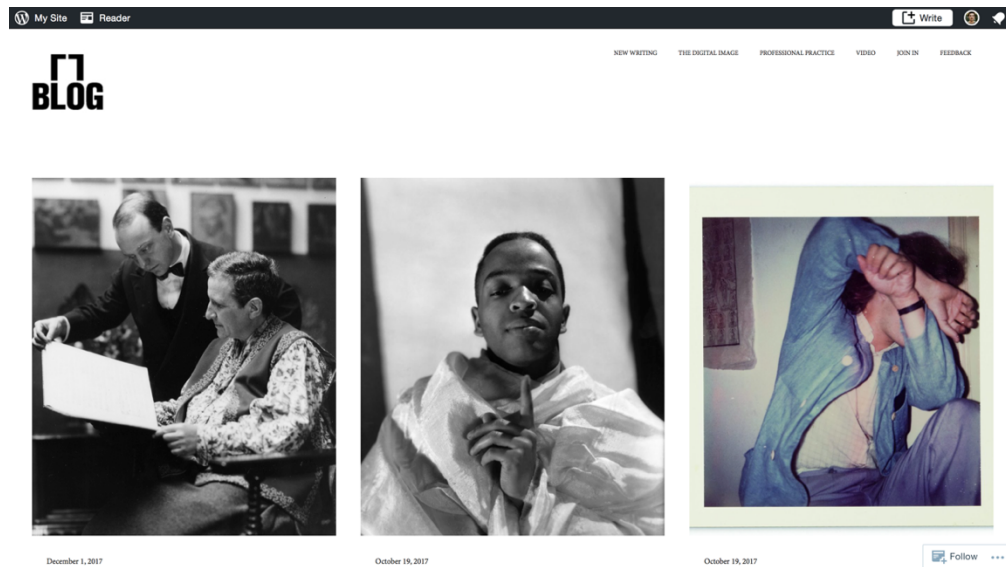 My Site Reader Write
NEW WRITING THE DIGITAL IMAGE PROFESSIONAL PRACTICE VIDEO JOIN IN FEEDBACK
BLOG
December 1, 2017 October 19, 2017 October 19, 2017
Follow